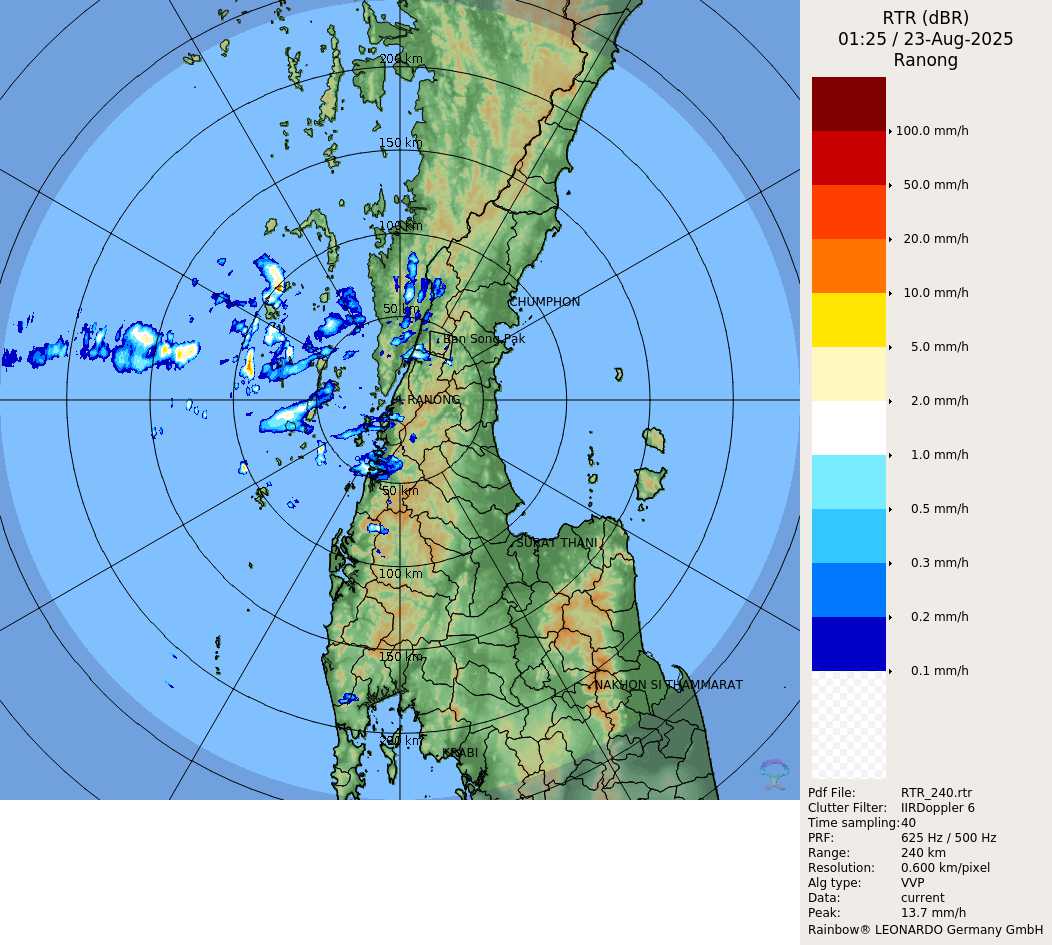 RTR (dBR)
01:25 / 23-Aug-2025
Ranong
100.0 mm/h
50.0 mm/h
20.0 mm/h
10.0 mm/h
5.0 mm/h
2.0 mm/h
1.0 mm/h
0.5 mm/h
0.3 mm/h
0.2 mm/h
0.1 mm/h
Pdf File: RTR_240.rtr
Clutter Filter: IIRDoppler 6
Time sampling: 40
PRF: 625 Hz / 500 Hz
Range: 240 km
Resolution: 0.600 km/pixel
Alg type: VVP
Data: current
Peak: 13.7 mm/h
Rainbow® LEONARDO Germany GmbH
200 km
150 km
100 km
CHUMPHON
50 km
Ban Song Pak
RANONG
50 km
SURAT THANI
100 km
150 km
NAKHON SI THAMMARAT
200 km
KRABI